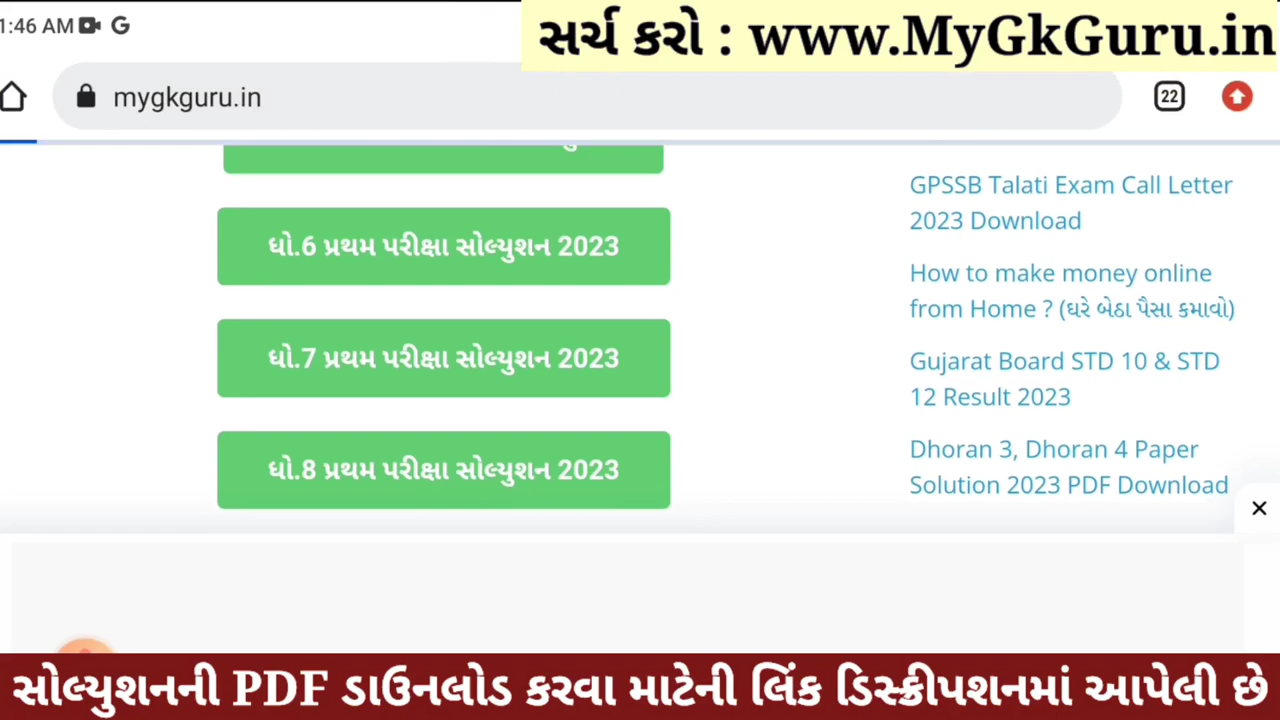 1:46 AM G
સર્ચ કરો : www.MyGkGuru.in
mygkguru.in
22
ધો.6 પ્રથમ પરીક્ષા સોલ્યુશન 2023
ધો.7 પ્રથમ પરીક્ષા સોલ્યુશન 2023
ધો.8 પ્રથમ પરીક્ષા સોલ્યુશન 2023
GPSSB Talati Exam Call Letter
2023 Download
How to make money online
from Home ? (ઘરે બેઠા પૈસા કમાવો)
Gujarat Board STD 10 & STD
12 Result 2023
Dhoran 3, Dhoran 4 Paper
Solution 2023 PDF Download
સોલ્યુશનની PDF ડાઉનલોડ કરવા માટેની લિંક ડિસ્ક્રીપશનમાં આપેલી છે